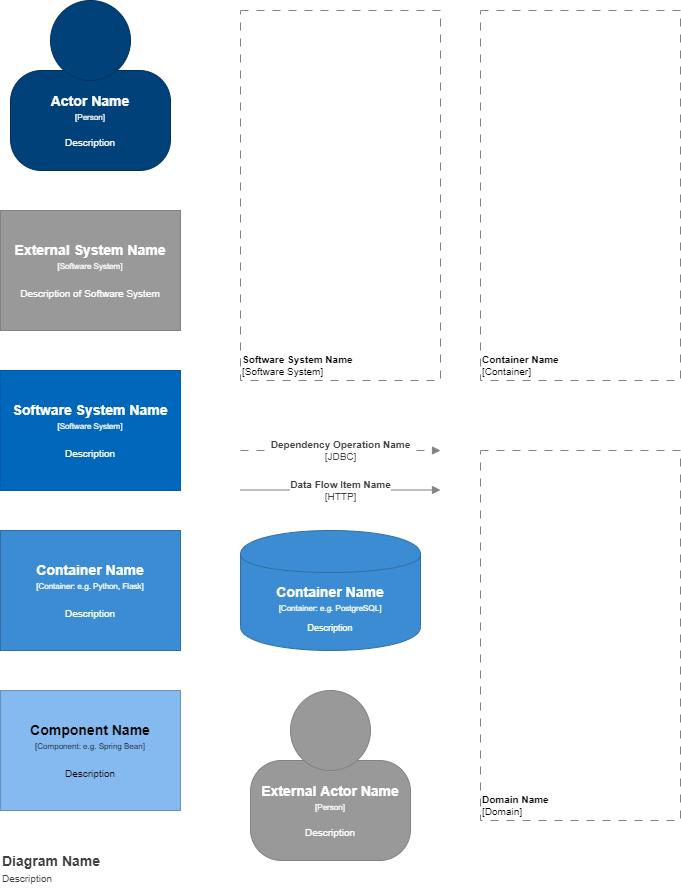 Actor Name
[Person]
Description
External System Name
[Software System]
Description of Software System
Software System Name
[Software System]
Container Name
[Container]
Software System Name
[Software System]
Description
Dependency Operation Name
[JDBC]
Data Flow Item Name
[HTTP]
Container Name
[Container: e.g. Python, Flask]
Description
Container Name
[Container: e.g. PostgreSQL]
Description
Component Name
[Component: e.g. Spring Bean]
Description
External Actor Name
[Person]
Description
Domain Name
[Domain]
Diagram Name
Description